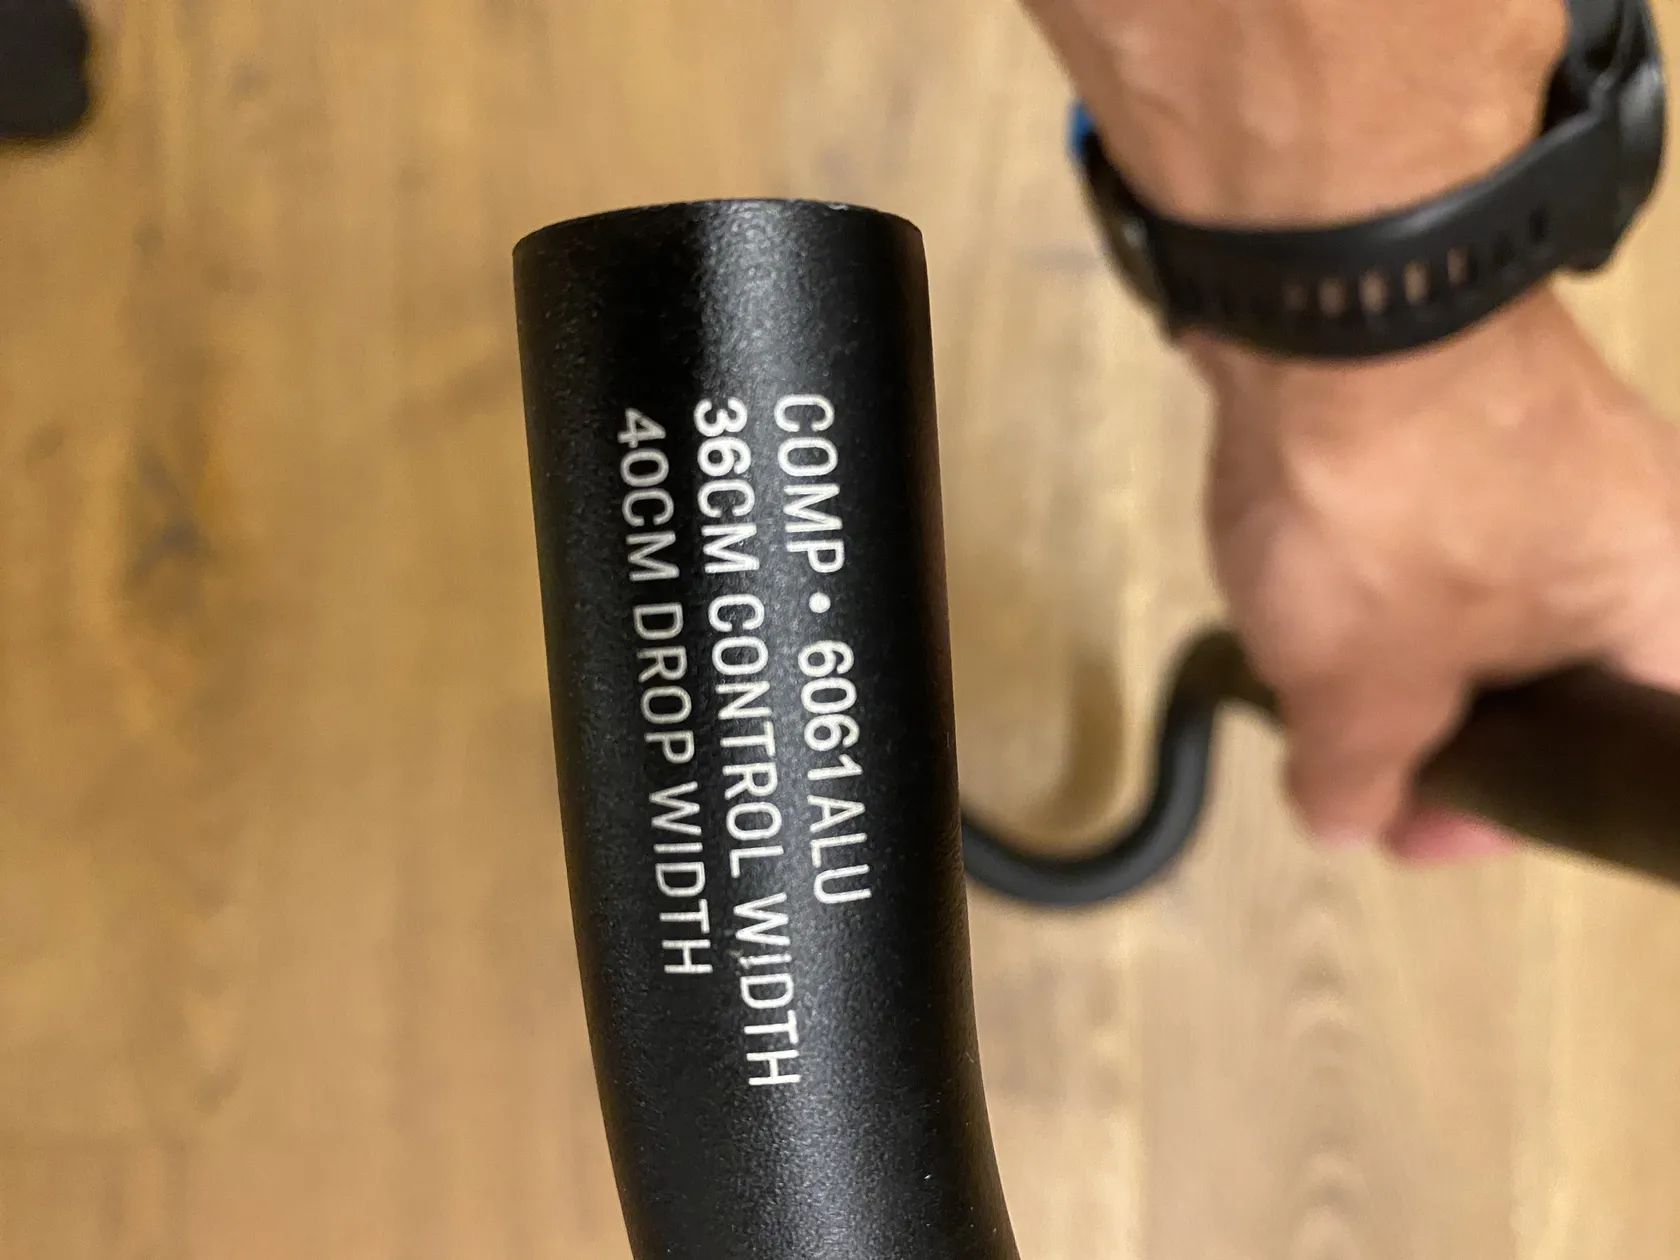 COMP • 6061 ALU
36CM CONTROL WIDTH
40CM DROP WIDTH